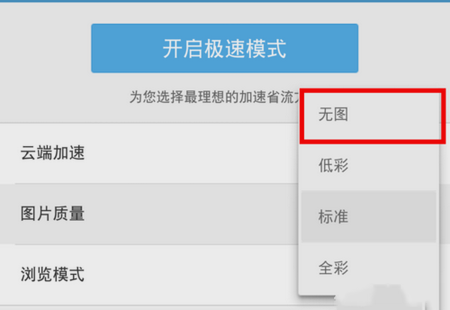 开启极速模式
为您选择最理想的加速省流
无图
云端加速
低彩
图片质量
标准
浏览模式
全彩